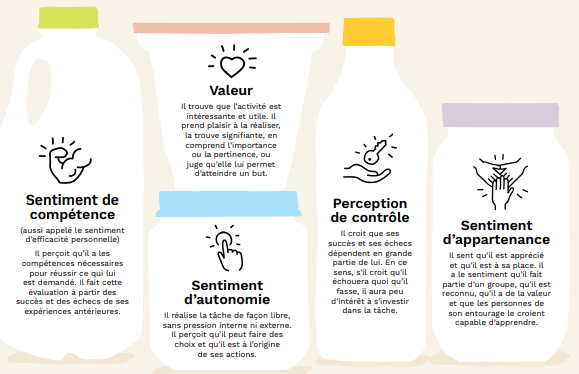 Sentiment de
compétence
(aussi appelé le sentiment
d'efficacité personnelle)
Il perçoit qu'il a les
compétences nécessaires
pour réussir ce qui lui
est demandé. Il fait cette
évaluation à partir des
succès et des échecs de ses
expériences antérieures.
Valeur
Il trouve que l'activité est
intéressante et utile. Il
prend plaisir à la réaliser,
la trouve signifiante, en
comprend l'importance
ou la pertinence, ou
juge qu'elle lui permet
d'atteindre un but.
Sentiment
d'autonomie
Il réalise la tâche de façon libre,
sans pression interne ni externe.
Il perçoit qu'il peut faire des
choix et qu'il est à l'origine
de ses actions.
Perception
de contrôle
Il croit que ses
succès et ses échecs
dépendent en grande
partie de lui. En ce
sens, s'il croit qu'il
échouera quoi qu'il
fasse, il aura peu
d'intérêt à s'investir
dans la tâche.
Sentiment
d'appartenance
Il sent qu'il est apprécié
et qu'il est à sa place. Il
a le sentiment qu'il fait
partie d'un groupe, qu'il est
reconnu, qu'il a de la valeur
et que les personnes de
son entourage le croient
capable d'apprendre.